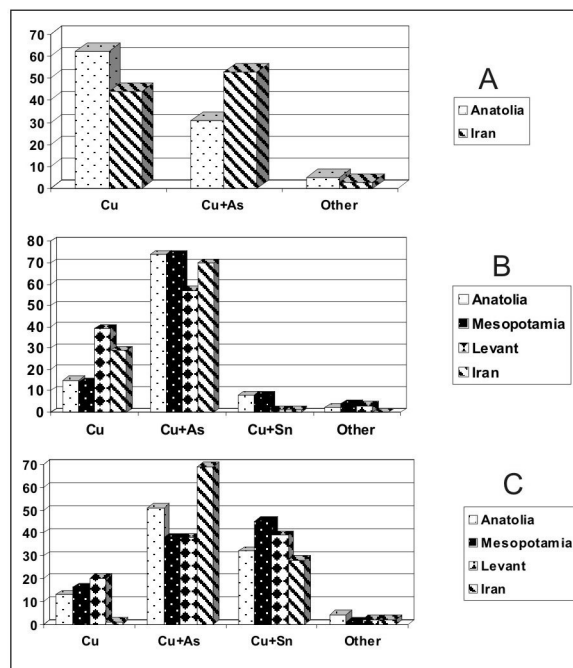 70
60
50
40
30
20
10
0
Cu Cu+As Other
A
Anatolia
Iran
80
70
60
50
40
30
20
10
0
Cu Cu+As Cu+Sn Other
B
Anatolia
Mesopotamia
Levant
Iran
70
60
50
40
30
20
10
0
Cu Cu+As Cu+Sn Other
C
Anatolia
Mesopotamia
Levant
Iran